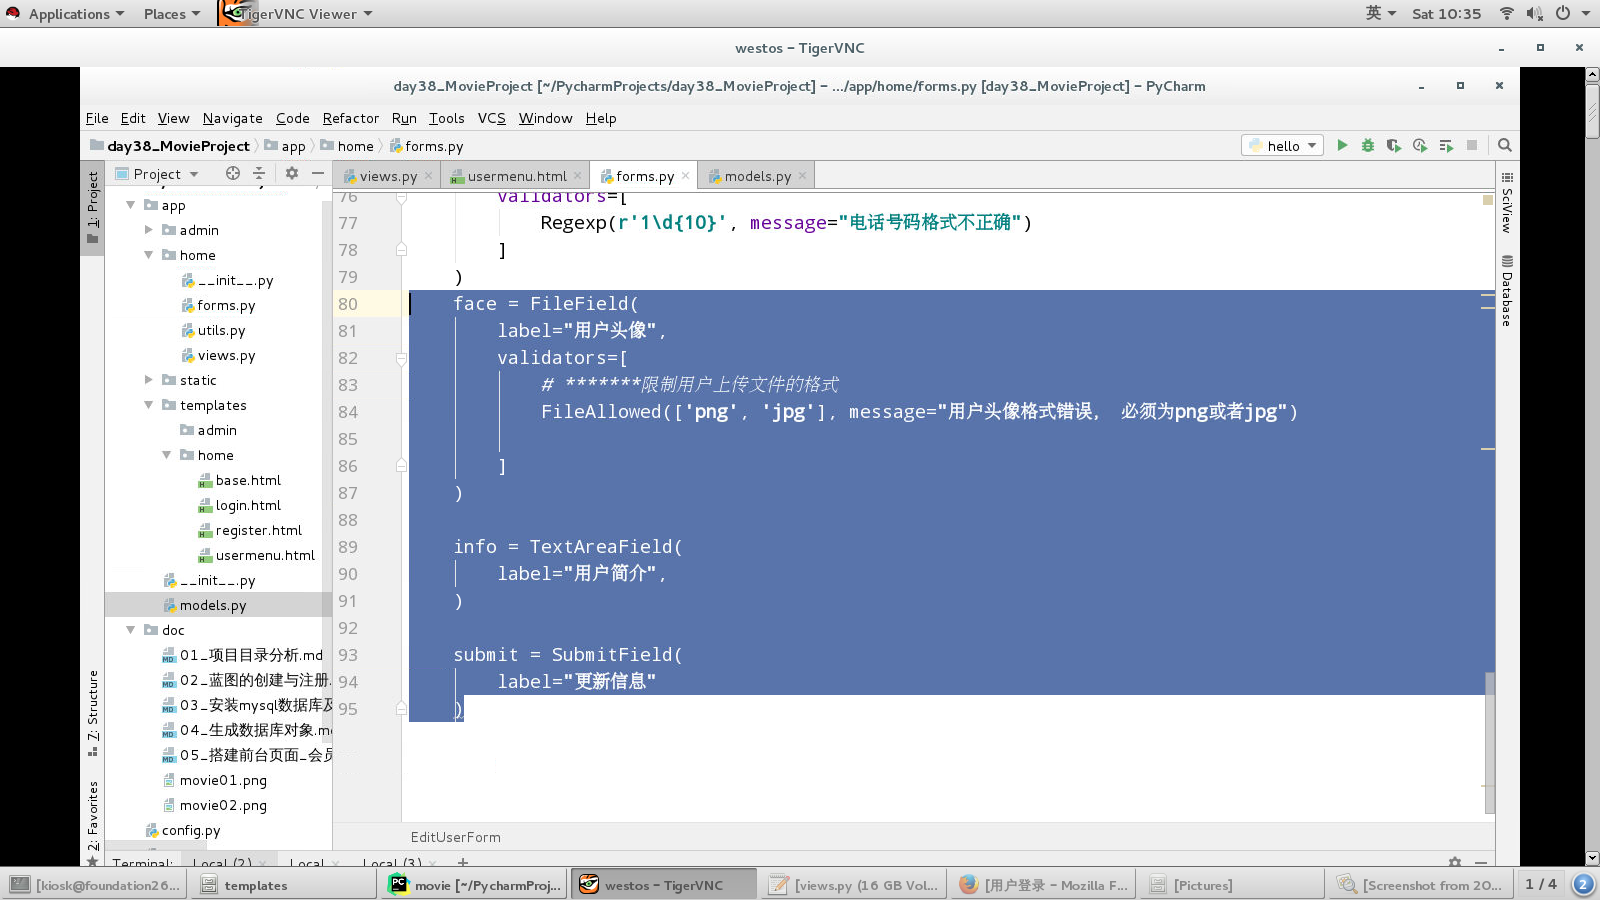 Applications Places TigerVNC Viewer 英 Sat 10:35
westos – TigerVNC
day38_MovieProject [~/PycharmProjects/day38_MovieProject] – .../app/home/forms.py [day38_MovieProject] – PyCharm
File Edit View Navigate Code Refactor Run Tools VCS Window Help
day38_MovieProject app home forms.py hello
Project
views.py usermenu.html forms.py models.py
1: Project
7: Structure
2: Favorites
SciView
Database
app
admin
home
__init__.py
forms.py
utils.py
views.py
static
templates
admin
home
base.html
login.html
register.html
usermenu.html
__init__.py
models.py
doc
01_项目目录分析.md
02_蓝图的创建与注册.
03_安装mysql数据库及
04_生成数据库对象.m
05_搭建前台页面_会员
movie01.png
movie02.png
config.py
76 validators=[
77 Regexp(r'1\d{10}', message="电话号码格式不正确")
78 ]
79 )
80 face = FileField(
81 label="用户头像",
82 validators=[
83 # *******限制用户上传文件的格式
84 FileAllowed(['png', 'jpg'], message="用户头像格式错误， 必须为png或者jpg")
85
86 ]
87 )
88
89 info = TextAreaField(
90 label="用户简介",
91 )
92
93 submit = SubmitField(
94 label="更新信息"
95 )
EditUserForm
Terminal: Local (2) Local Local (3) +
[kiosk@foundation26... templates movie [~/PycharmProj... westos – TigerVNC [views.py (16 GB Vol... [用户登录 – Mozilla F... [Pictures] [Screenshot from 20... 1 / 4 2